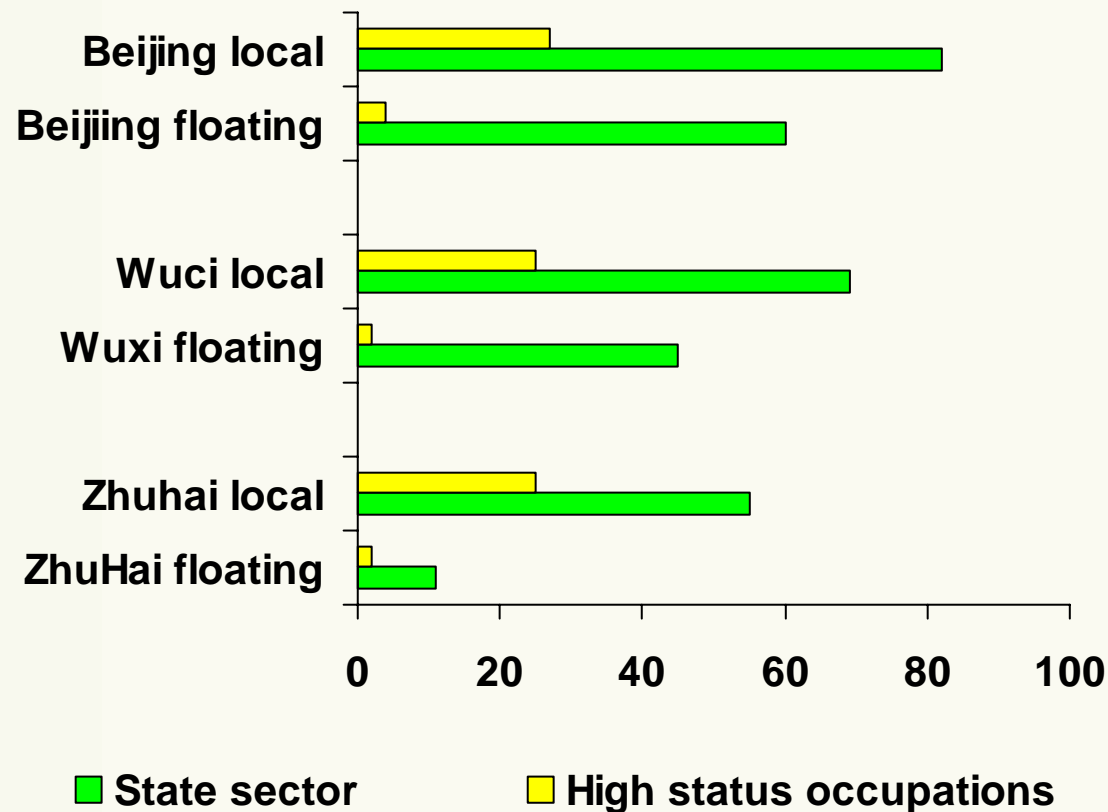 Beijing local
Beijiing floating
Wuci local
Wuxi floating
Zhuhai local
ZhuHai floating
0 20 40 60 80 100
State sector High status occupations